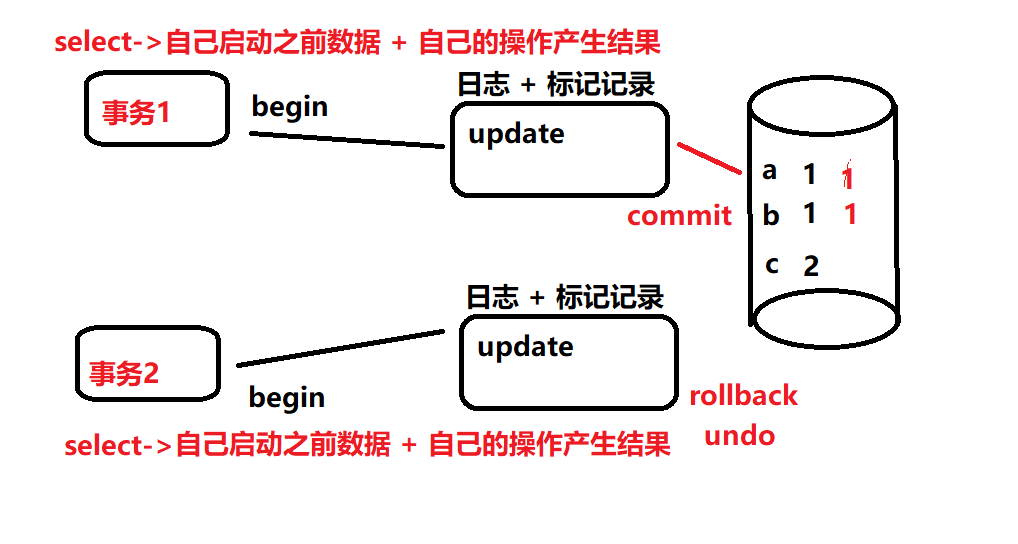 select->自己启动之前数据 + 自己的操作产生结果
日志 + 标记记录
事务1
begin
update
commit
a 1 1
b 1 1
c 2
日志 + 标记记录
update
事务2
begin
rollback
undo
select->自己启动之前数据 + 自己的操作产生结果